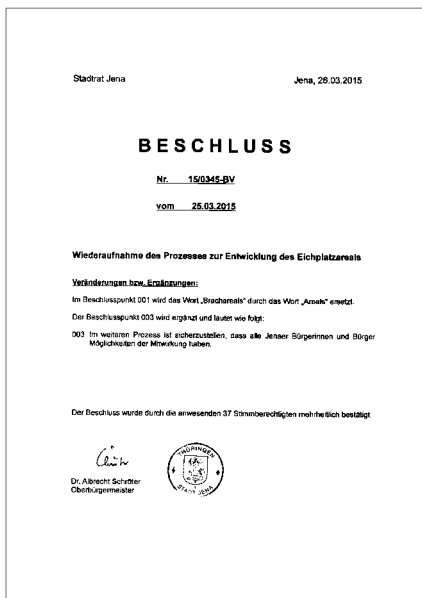 Stadtrat Jena
Jena, 26.03.2015
BESCHLUSS
Nr. 15/0345-BV
vom 25.03.2015
Wiederaufnahme des Prozesses zur Entwicklung des Eichplatzareals
Veränderungen bzw. Ergänzungen:
Im Beschlusspunkt 001 wird das Wort „Brachareals" durch das Wort „Areals" ersetzt.
Der Beschlusspunkt 003 wird ergänzt und lautet wie folgt:
003 Im weiteren Prozess ist sicherzustellen, dass alle Jenaer Bürgerinnen und Bürger
Möglichkeiten der Mitwirkung haben.
Der Beschluss wurde durch die anwesenden 37 Stimmberechtigten mehrheitlich bestätigt.
Dr. Albrecht Schröter
Oberbürgermeister
THÜRINGEN
STADT JENA